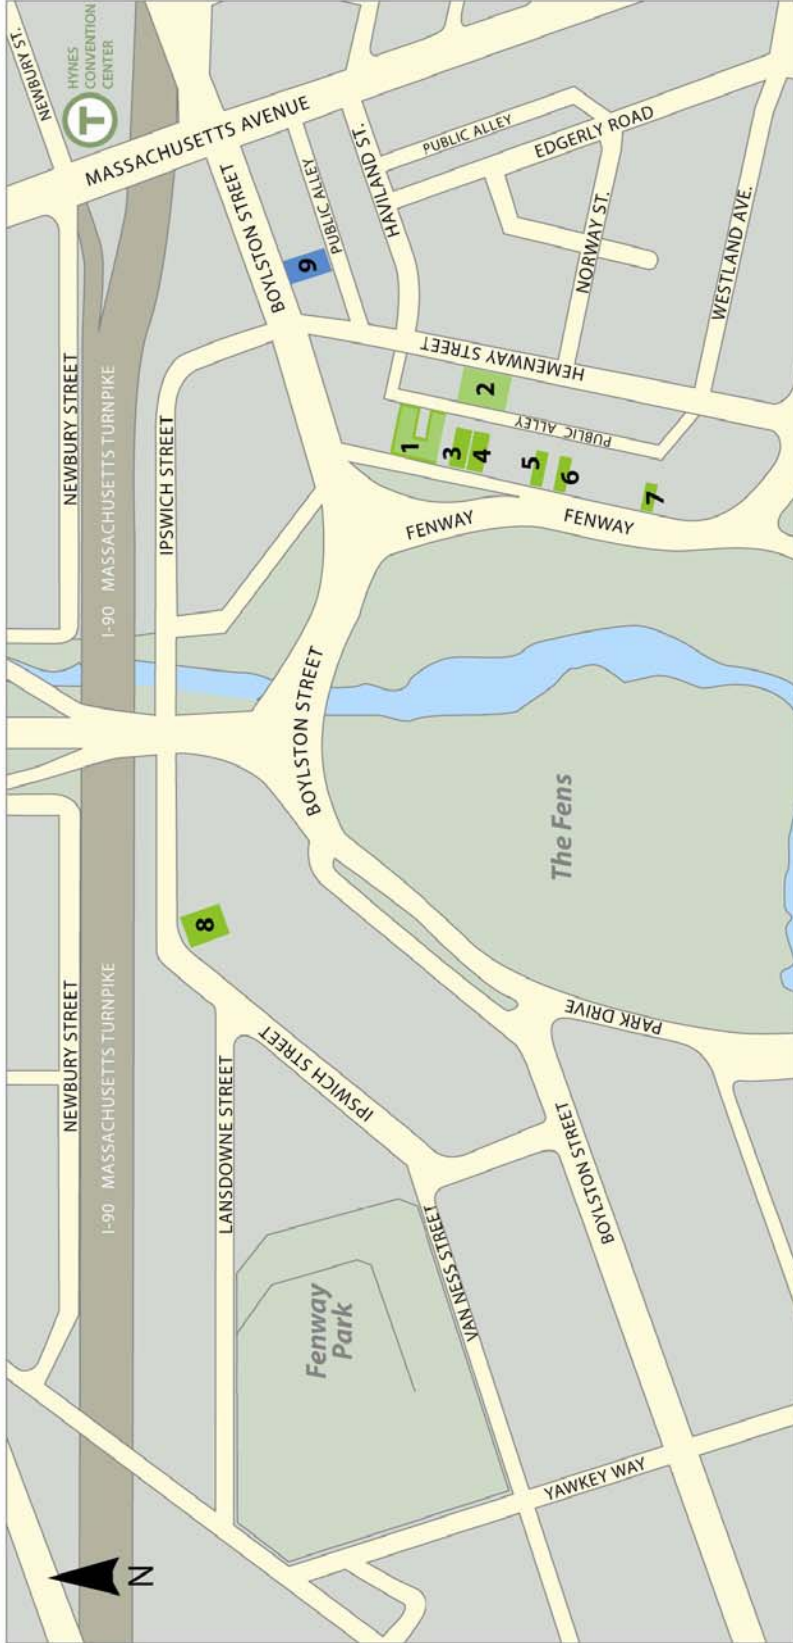 NEWBURY ST.
HYNES
CONVENTION
CENTER
T
NEWBURY STREET
NEWBURY STREET
I-90 MASSACHUSETTS TURNPIKE
I-90 MASSACHUSETTS TURNPIKE
MASSACHUSETTS AVENUE
N
IPSWICH STREET
LANSDOWNE STREET
8
BOYLSTON STREET
IPSWICH STREET
9
PUBLIC ALLEY
Fenway
Park
BOYLSTON STREET
HAVILAND ST.
VAN NESS STREET
1
FENWAY
HEMENWAY STREET
PUBLIC ALLEY
3
4
2
EDGERLY ROAD
5
6
PUBLIC ALLEY
The Fens
FENWAY
NORWAY ST.
YAWKEY WAY
BOYLSTON STREET
PARK DRIVE
7
WESTLAND AVE.